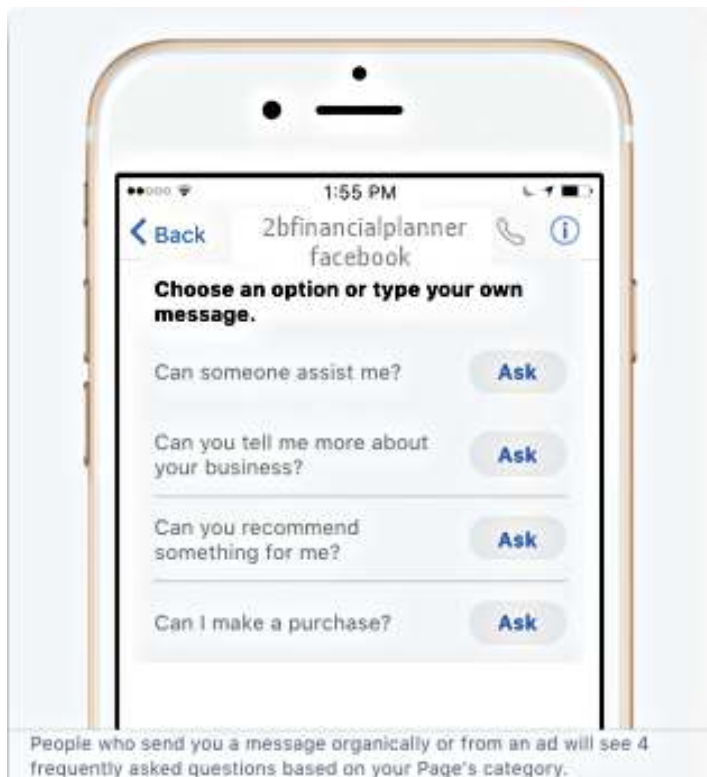 1:55 PM
Back
2bfinancialplanner
facebook
Choose an option or type your own
message.
Can someone assist me?
Ask
Can you tell me more about
your business?
Ask
Can you recommend
something for me?
Ask
Can I make a purchase?
Ask
People who send you a message organically or from an ad will see 4
frequently asked questions based on your Page's category.